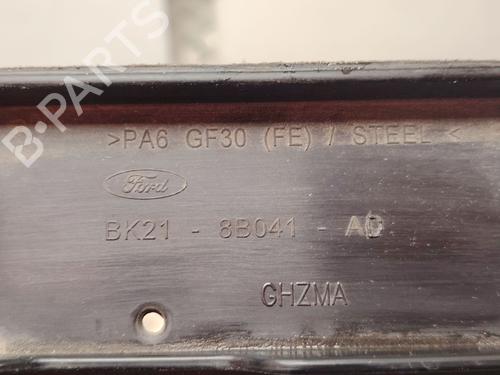 B-PARTS
>PA6 GF30 (FE) / STEEL<
Ford
BK21 - 8B041 - AD
GHZMA